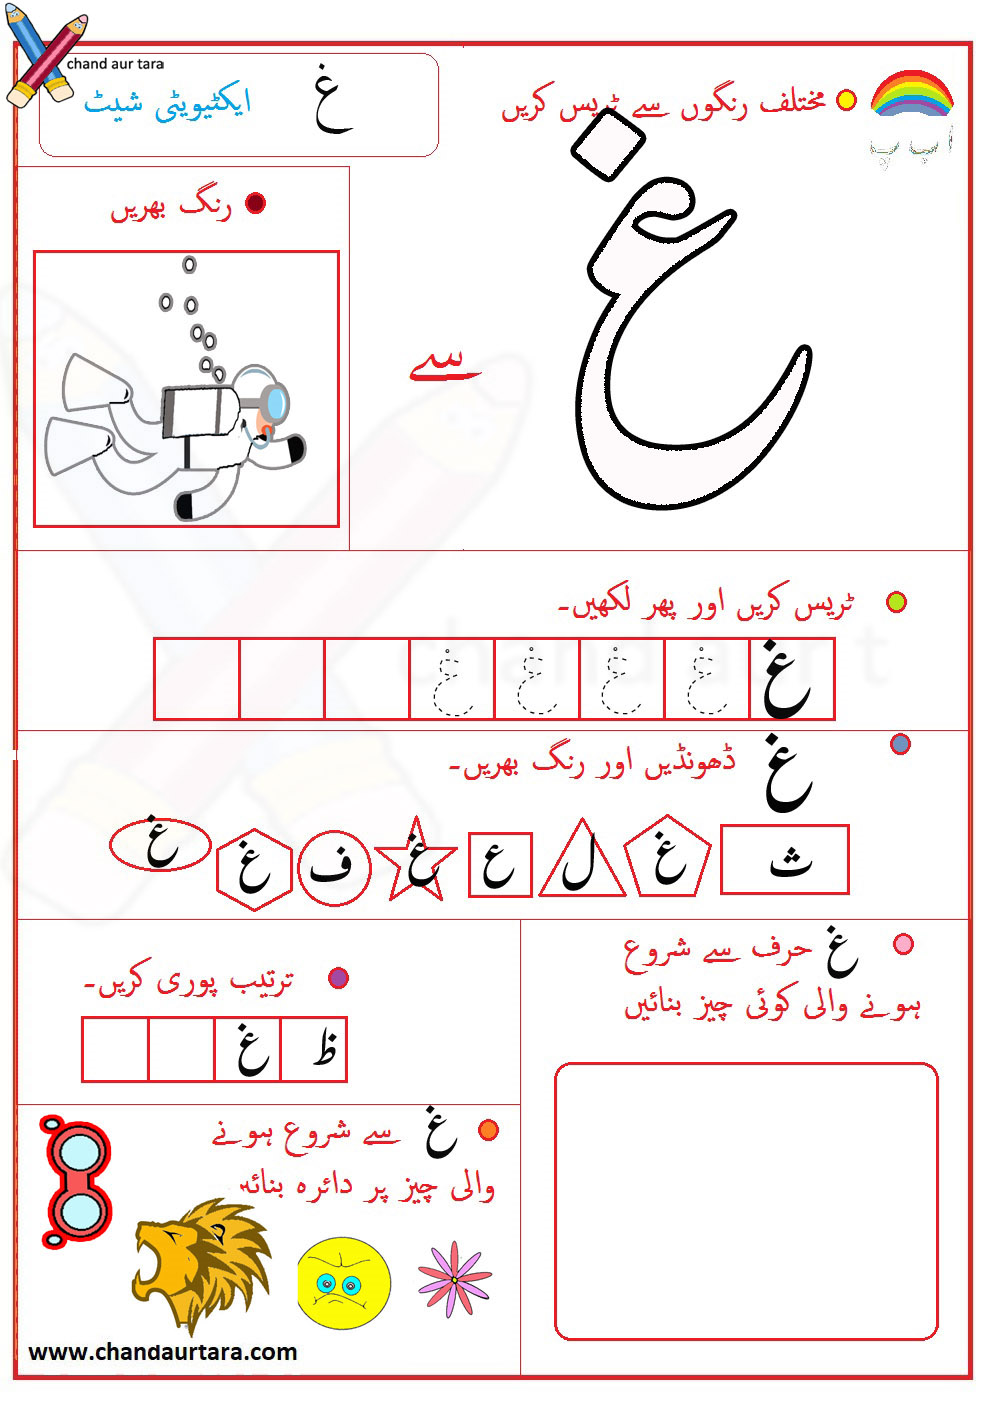 chand aur tara
غ ایکٹیویٹی شیٹ
مختلف رنگوں سے ٹریس کریں
ا پ پ
رنگ بھریں
غ
سے
ٹریس کریں اور پھر لکھیں۔
غ غ غ غ غ
غ ڈھونڈیں اور رنگ بھریں۔
ث غ ل ع غ ف غ غ
غ حرف سے شروع
ہونے والی کوئی چیز بنائیں
ترتیب پوری کریں۔
ظ غ
غ سے شروع ہونے
والی چیز پر دائرہ بنائہ
www.chandaurtara.com